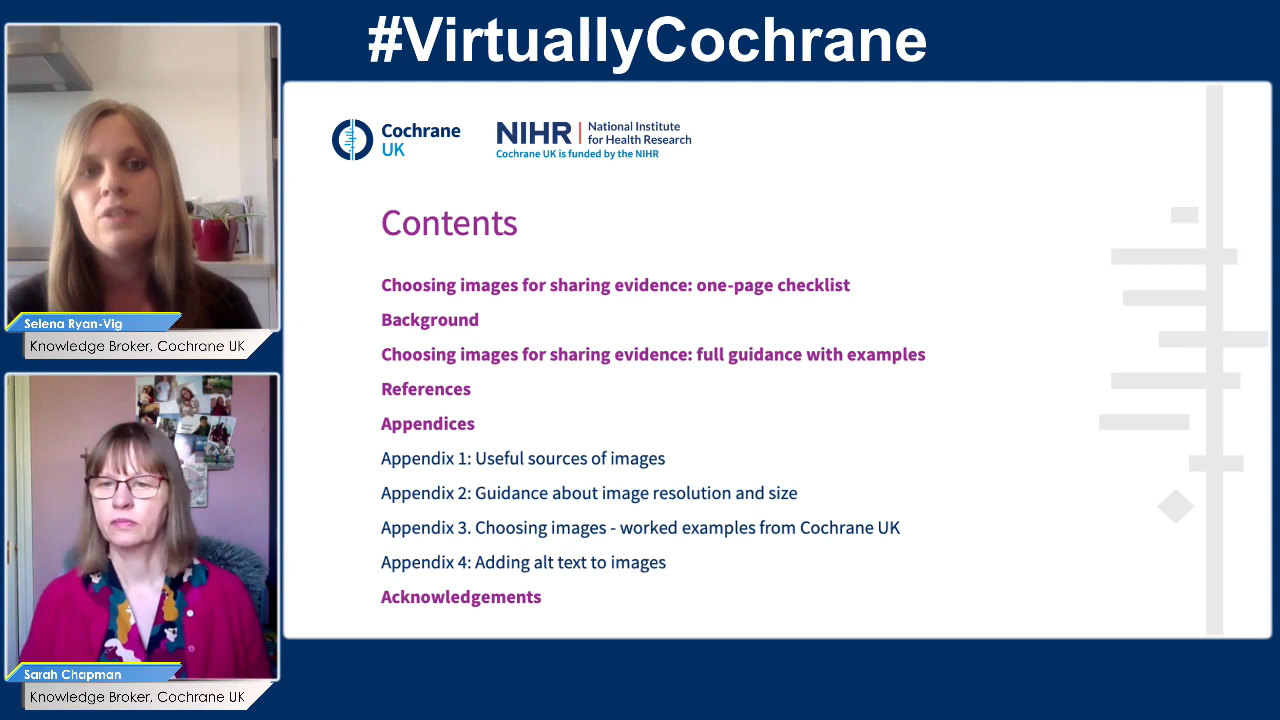 #VirtuallyCochrane
Selena Ryan-Vig
Knowledge Broker, Cochrane UK
Sarah Chapman
Knowledge Broker, Cochrane UK
Cochrane
UK
NIHR
National Institute
for Health Research
Cochrane UK is funded by the NIHR
Contents
Choosing images for sharing evidence: one-page checklist
Background
Choosing images for sharing evidence: full guidance with examples
References
Appendices
Appendix 1: Useful sources of images
Appendix 2: Guidance about image resolution and size
Appendix 3. Choosing images - worked examples from Cochrane UK
Appendix 4: Adding alt text to images
Acknowledgements